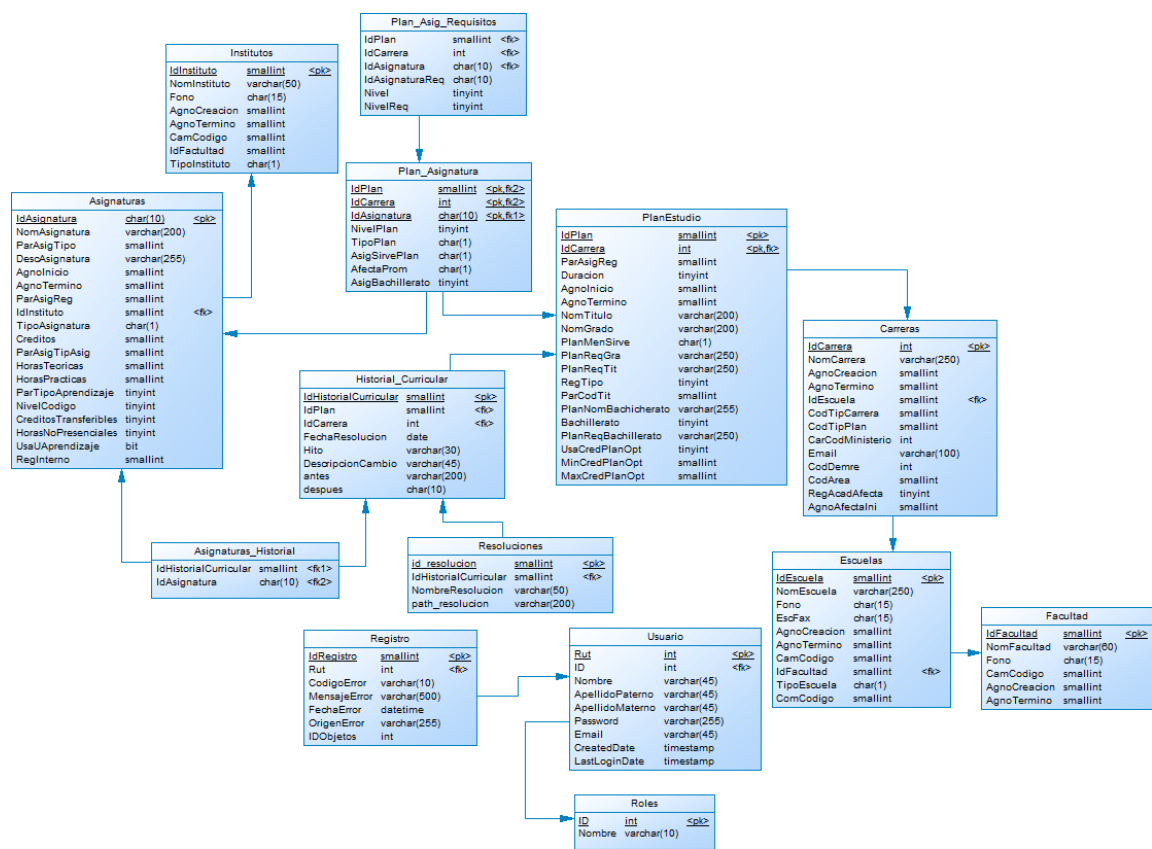 Plan_Asig_Requisitos
IdPlan smallint <fk>
IdCarrera int <fk>
IdAsignatura char(10) <fk>
IdAsignaturaReq char(10)
Nivel tinyint
NivelReq tinyint
Institutos
IdInstituto smallint <pk>
NomInstituto varchar(50)
Fono char(15)
AgnoCreacion smallint
AgnoTermino smallint
CamCodigo smallint
IdFactultad smallint
TipoInstituto char(1)
Plan_Asignatura
IdPlan smallint <pk,fk2>
IdCarrera int <pk,fk2>
IdAsignatura char(10) <pk,fk1>
NivelPlan tinyint
TipoPlan char(1)
AsigSirvePlan char(1)
AfectaProm char(1)
AsigBachillerato tinyint
Asignaturas
IdAsignatura char(10) <pk>
NomAsignatura varchar(200)
ParAsigTipo smallint
DescAsignatura varchar(255)
AgnoInicio smallint
AgnoTermino smallint
ParAsigReg smallint
IdInstituto smallint <fk>
TipoAsignatura char(1)
Creditos smallint
ParAsigTipAsig smallint
HorasTeoricas smallint
HorasPracticas smallint
ParTipoAprendizaje tinyint
NivelCodigo tinyint
CreditosTransferibles tinyint
HorasNoPresenciales tinyint
UsaUAprendizaje bit
RegInterno smallint
PlanEstudio
IdPlan smallint <pk>
IdCarrera int <pk,fk>
ParAsigReg smallint
Duracion tinyint
AgnoInicio smallint
AgnoTermino smallint
NomTitulo varchar(200)
NomGrado varchar(200)
PlanMenSirve char(1)
PlanReqGra varchar(250)
PlanReqTit varchar(250)
RegTipo tinyint
ParCodTit smallint
PlanNomBachicherato varchar(255)
Bachillerato tinyint
PlanReqBachillerato varchar(250)
UsaCredPlanOpt tinyint
MinCredPlanOpt smallint
MaxCredPlanOpt smallint
Carreras
IdCarrera int <pk>
NomCarrera varchar(250)
AgnoCreacion smallint
AgnoTermino smallint
IdEscuela smallint <fk>
CodTipCarrera smallint
CodTipPlan smallint
CarCodMinisterio int
Email varchar(100)
CodDemre int
CodArea smallint
RegAcadAfecta tinyint
AgnoAfectaIni smallint
Historial_Curricular
IdHistorialCurricular smallint <pk>
IdPlan smallint <fk>
IdCarrera int <fk>
FechaResolucion date
Hito varchar(30)
DescripcionCambio varchar(45)
antes varchar(200)
despues char(10)
Asignaturas_Historial
IdHistorialCurricular smallint <fk1>
IdAsignatura char(10) <fk2>
Resoluciones
id_resolucion smallint <pk>
IdHistorialCurricular smallint <fk>
NombreResolucion varchar(50)
path_resolucion varchar(200)
Escuelas
IdEscuela smallint <pk>
NomEscuela varchar(250)
Fono char(15)
EscFax char(15)
AgnoCreacion smallint
AgnoTermino smallint
CamCodigo smallint
IdFacultad smallint <fk>
TipoEscuela char(1)
ComCodigo smallint
Facultad
IdFacultad smallint <pk>
NomFacultad varchar(60)
Fono char(15)
CamCodigo smallint
AgnoCreacion smallint
AgnoTermino smallint
Registro
IdRegistro smallint <pk>
Rut int <fk>
CodigoError varchar(10)
MensajeError varchar(500)
FechaError datetime
OrigenError varchar(255)
IDObjetos int
Usuario
Rut int <pk>
ID int <fk>
Nombre varchar(45)
ApellidoPaterno varchar(45)
ApellidoMaterno varchar(45)
Password varchar(255)
Email varchar(45)
CreatedDate timestamp
LastLoginDate timestamp
Roles
ID int <pk>
Nombre varchar(10)